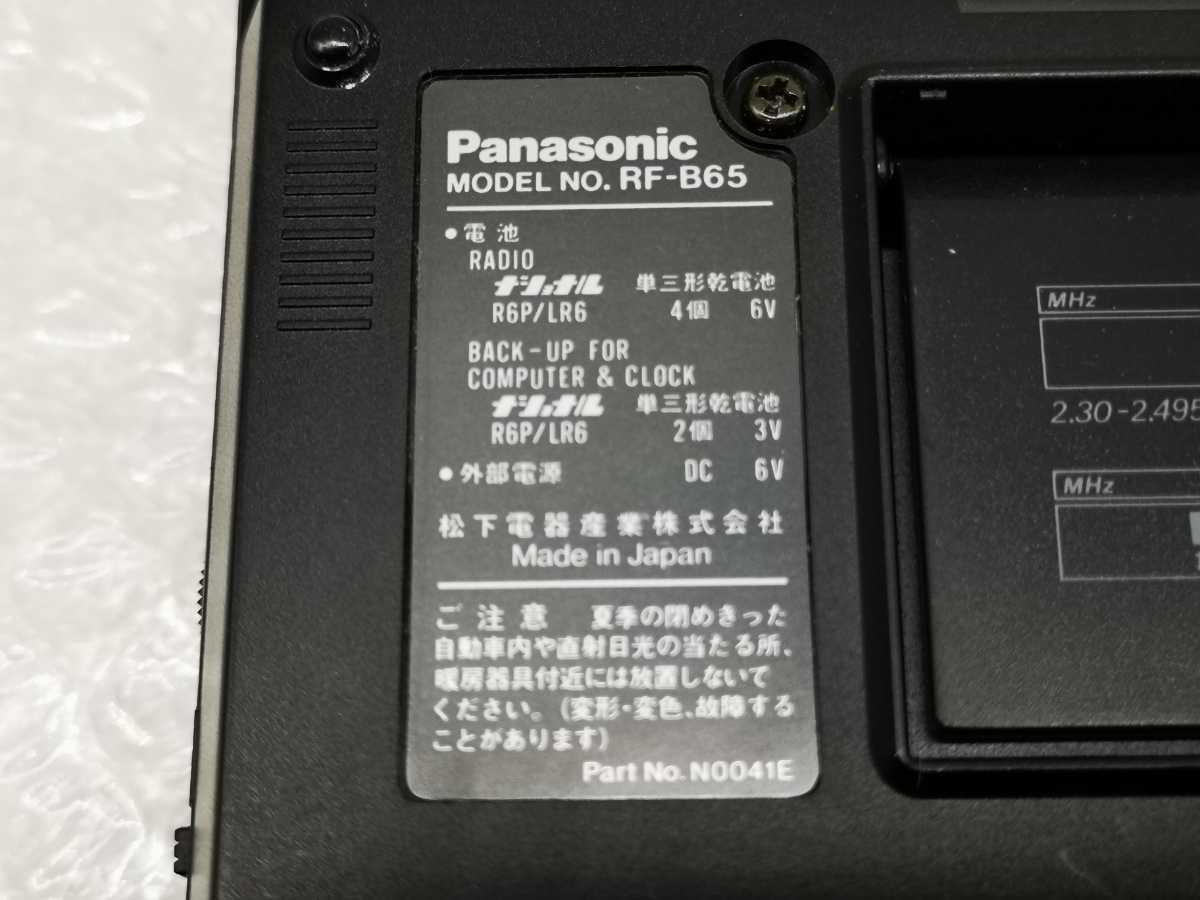 Panasonic
MODEL NO. RF-B65
● 電池
RADIO
ナショナル 単三形乾電池
R6P/LR6 4個 6V
BACK-UP FOR
COMPUTER & CLOCK
ナショナル 単三形乾電池
R6P/LR6 2個 3V
● 外部電源 DC 6V
松下電器産業株式会社
Made in Japan
ご注意 夏季の閉めきった
自動車内や直射日光の当たる所、
暖房器具付近には放置しないで
ください。(変形・変色、故障する
ことがあります)
Part No. N0041E
MHz
2.30-2.495
MHz